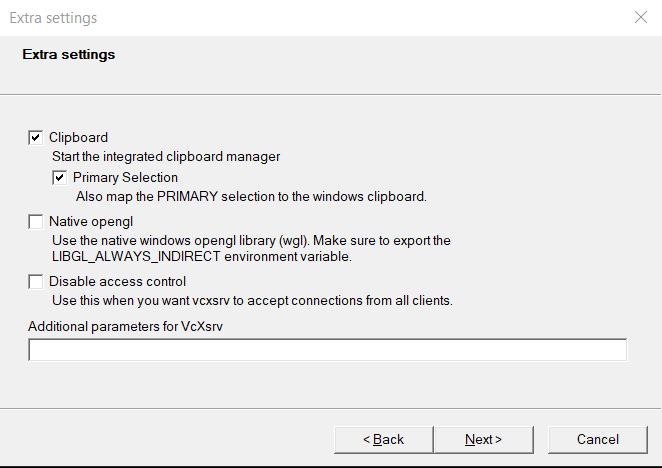 Extra settings
Extra settings
Clipboard
Start the integrated clipboard manager
Primary Selection
Also map the PRIMARY selection to the windows clipboard.
Native opengl
Use the native windows opengl library (wgl). Make sure to export the
LIBGL_ALWAYS_INDIRECT environment variable.
Disable access control
Use this when you want vcxsrv to accept connections from all clients.
Additional parameters for VcXsrv
< Back
Next >
Cancel